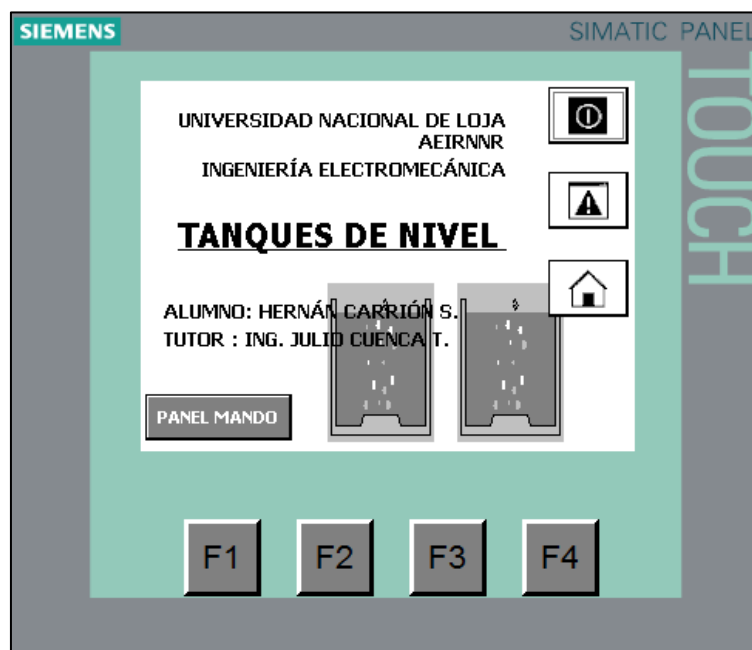 SIEMENS
SIMATIC PANEL
TOUCH
UNIVERSIDAD NACIONAL DE LOJA
AEIRNNR
INGENIERÍA ELECTROMECÁNICA
TANQUES DE NIVEL
ALUMNO: HERNÁN CARRIÓN S.
TUTOR : ING. JULIO CUENCA T.
PANEL MANDO
F1 F2 F3 F4